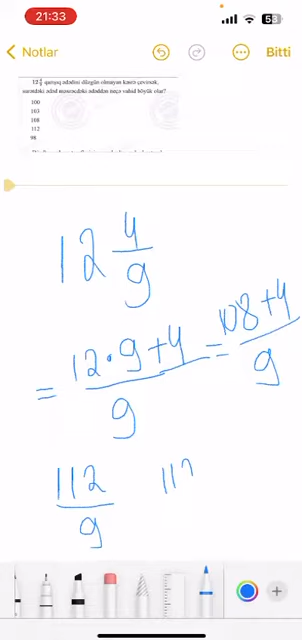 21:33
53
Notlar
Bitti
12 4/9 qarışıq ədədini düzgün olmayan kəsrə çevirsək,
surətdəki ədəd məxrəcdəki ədəddən neçə vahid böyük olar?
100
103
108
112
98
12 4/9
= 12·9+4/9 = 108+4/9
112/9 112